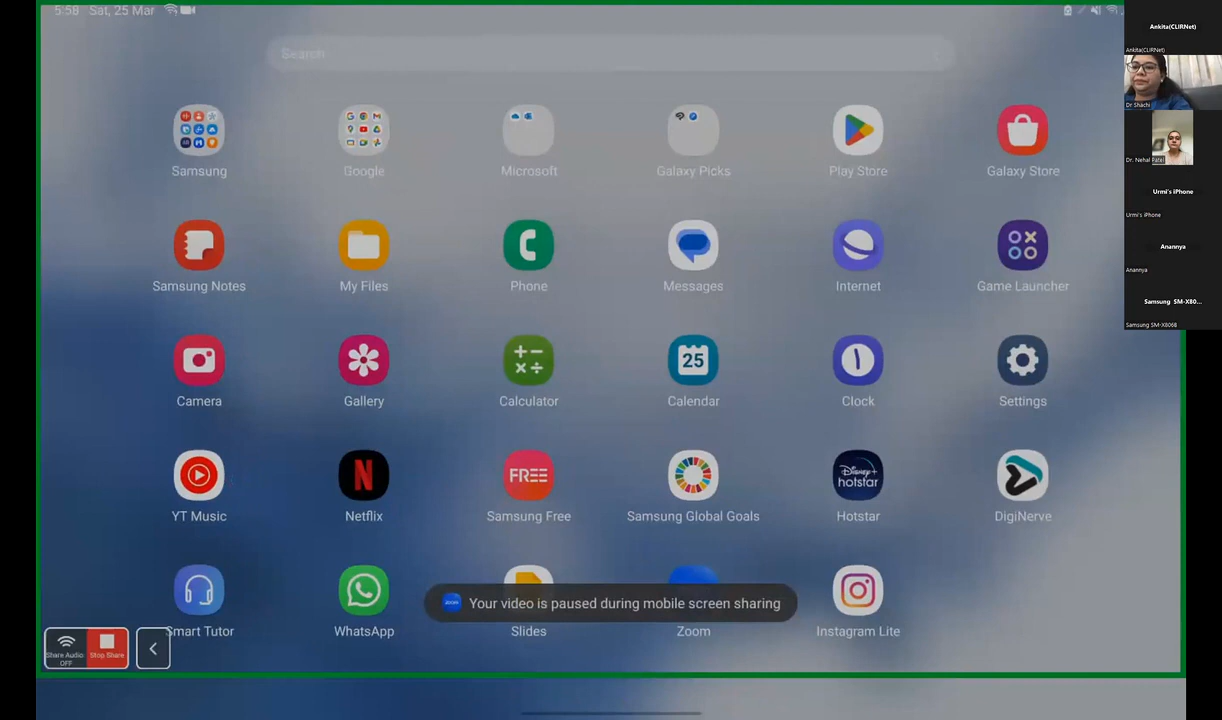 5:58 Sat, 25 Mar
Search
Samsung
Google
Microsoft
Galaxy Picks
Play Store
Galaxy Store
Samsung Notes
My Files
Phone
Messages
Internet
Game Launcher
25
Camera
Gallery
Calculator
Calendar
Clock
Settings
N
FREE
Disney+
hotstar
YT Music
Netflix
Samsung Free
Samsung Global Goals
Hotstar
DigiNerve
zoom
Your video is paused during mobile screen sharing
Smart Tutor
WhatsApp
Slides
Zoom
Instagram Lite
Share Audio:
OFF
Stop Share
Ankita(CLIRNet)
Ankita(CLIRNet)
Dr Shachi
Dr. Nehal Patel
Urmi's iPhone
Urmi's iPhone
Anannya
Anannya
Samsung SM-X80...
Samsung SM-X806B